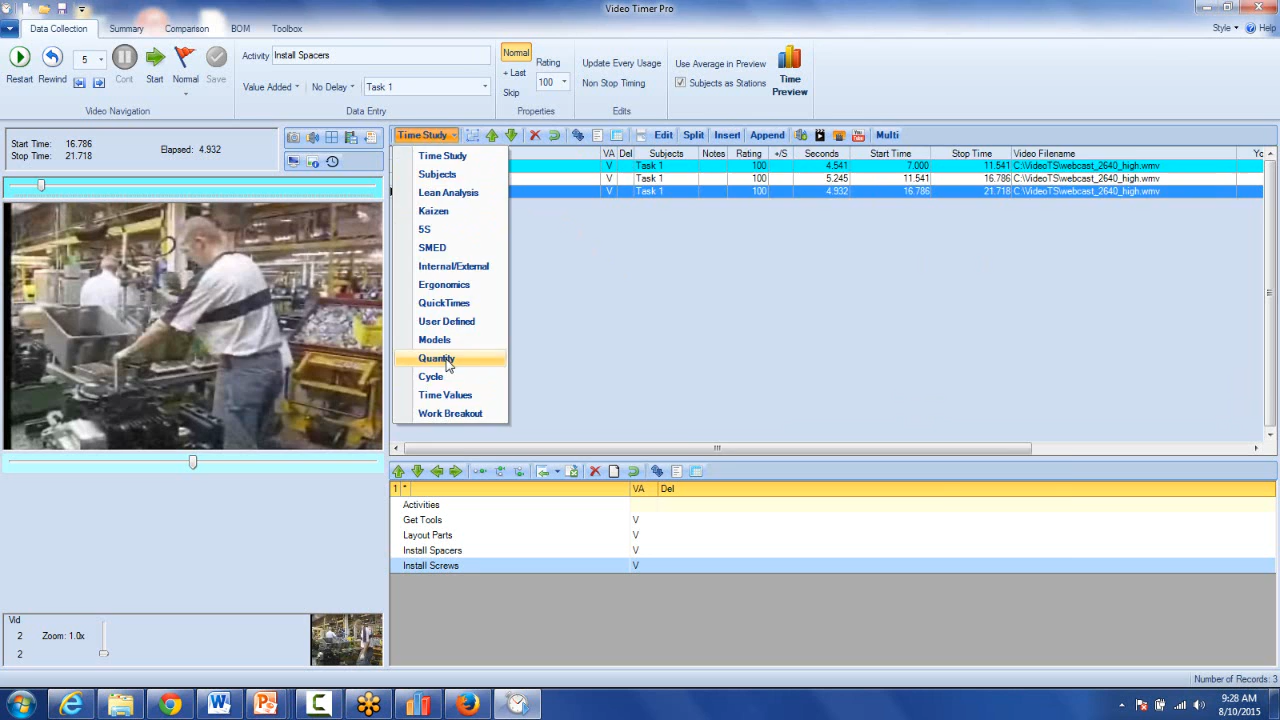 Video Timer Pro
Data Collection Summary Comparison BOM Toolbox Style Help
Restart Rewind 5 Cont Start Normal Save
Video Navigation
Activity Install Spacers
Value Added No Delay Task 1
Data Entry
Normal Rating
+ Last 100
Skip
Properties
Update Every Usage
Non Stop Timing
Edits
Use Average in Preview
Subjects as Stations
Time Preview
Start Time: 16.786
Stop Time: 21.718
Elapsed: 4.932
Time Study Edit Split Insert Append Multi
VA Del Subjects Notes Rating +/S Seconds Start Time Stop Time Video Filename
V Task 1 100 4.541 7.000 11.541 C:\VideoTS\webcast_2640_high.wmv
V Task 1 100 5.245 11.541 16.786 C:\VideoTS\webcast_2640_high.wmv
V Task 1 100 4.932 16.786 21.718 C:\VideoTS\webcast_2640_high.wmv
Time Study
Subjects
Lean Analysis
Kaizen
5S
SMED
Internal/External
Ergonomics
QuickTimes
User Defined
Models
Quantity
Cycle
Time Values
Work Breakout
1 * VA Del
Activities
Get Tools V
Layout Parts V
Install Spacers V
Install Screws V
Vid
2 Zoom: 1.0x
2
Number of Records: 3
9:28 AM
8/10/2015